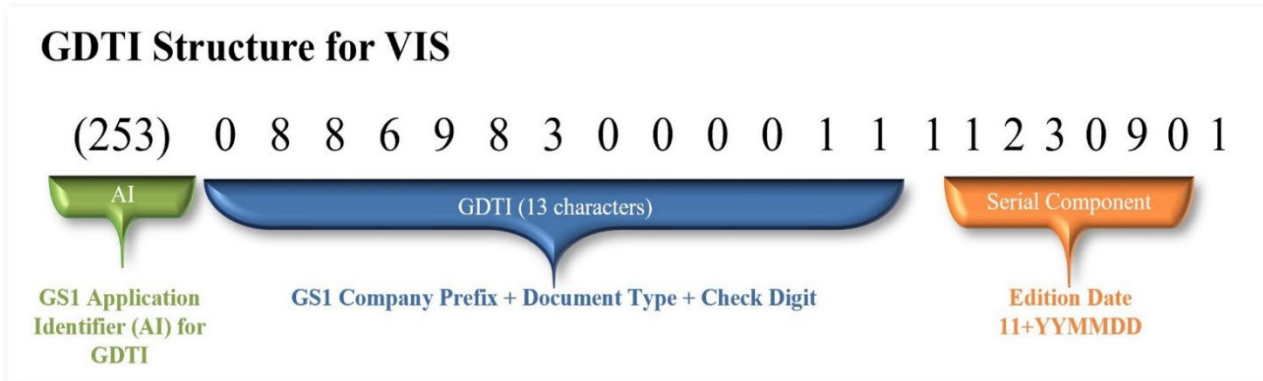 GDTI Structure for VIS
(253) 0 8 8 6 9 8 3 0 0 0 0 1 1 1 1 2 3 0 9 0 1
AI
GDTI (13 characters)
Serial Component
GS1 Application
Identifier (AI) for
GDTI
GS1 Company Prefix + Document Type + Check Digit
Edition Date
11+YYMMDD